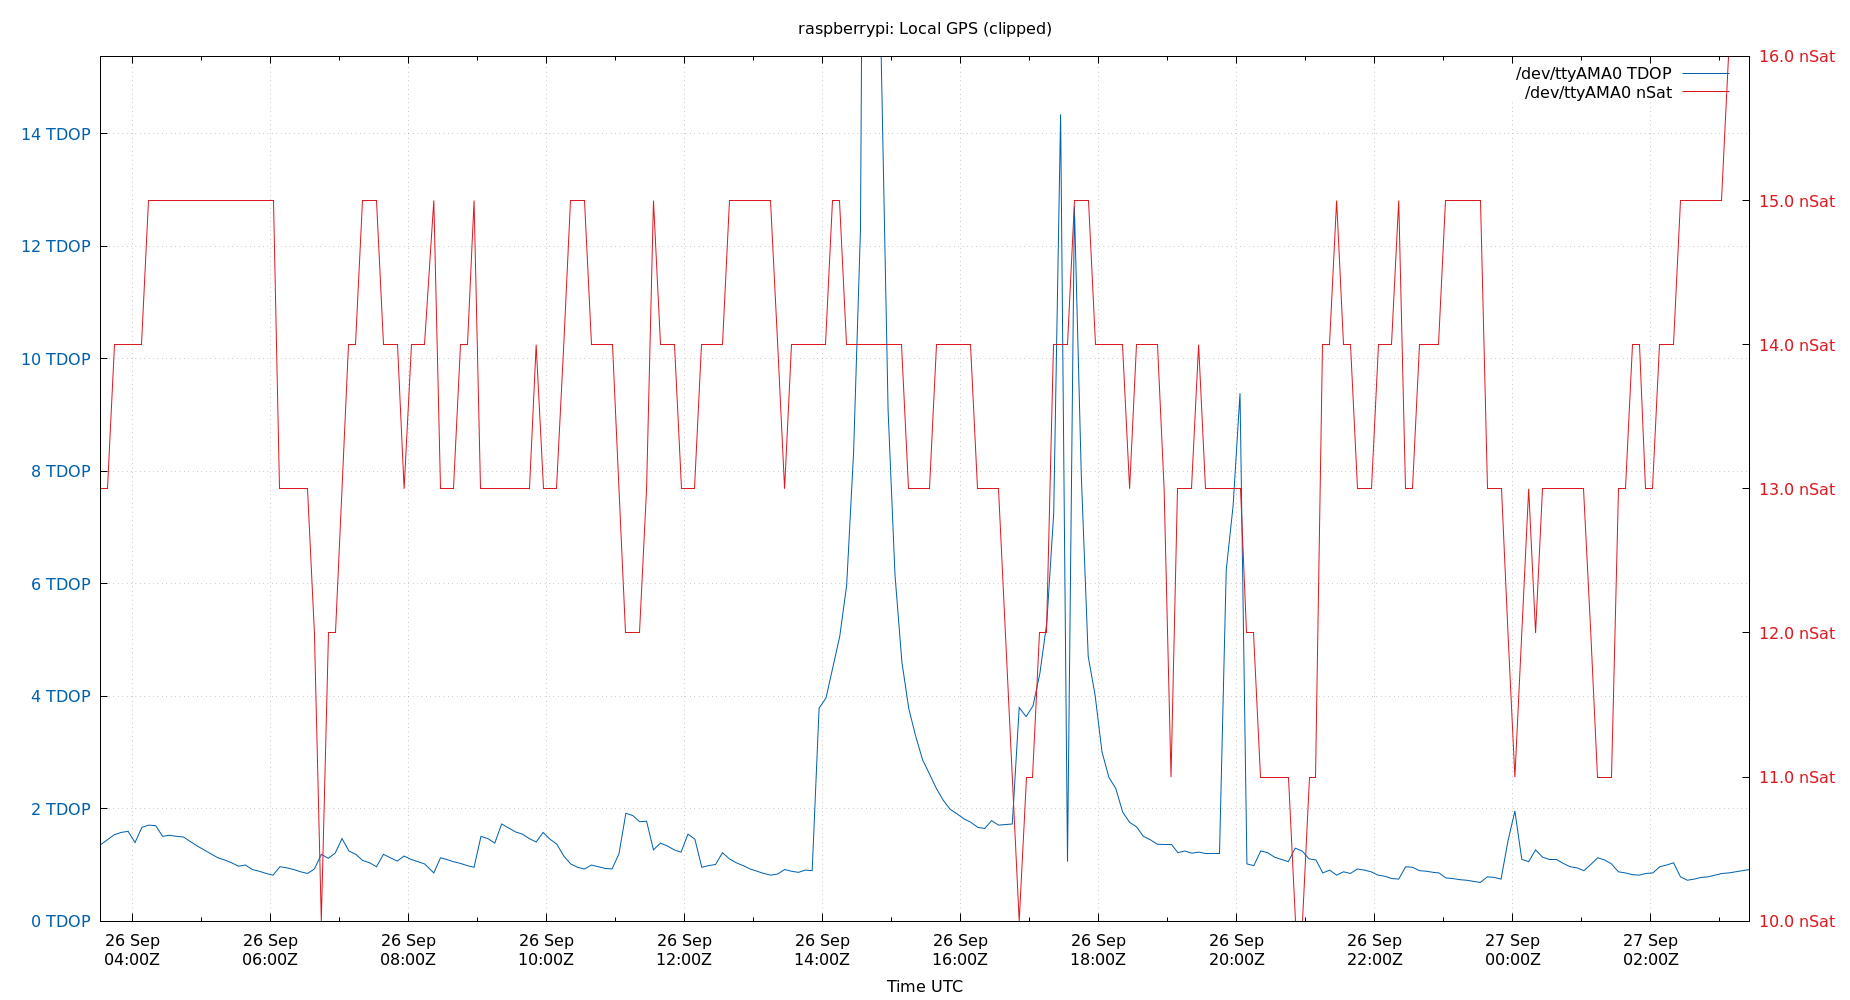 raspberrypi: Local GPS (clipped)
/dev/ttyAMA0 TDOP
/dev/ttyAMA0 nSat
14 TDOP
12 TDOP
10 TDOP
8 TDOP
6 TDOP
4 TDOP
2 TDOP
0 TDOP
16.0 nSat
15.0 nSat
14.0 nSat
13.0 nSat
12.0 nSat
11.0 nSat
10.0 nSat
26 Sep 26 Sep 26 Sep 26 Sep 26 Sep 26 Sep 26 Sep 26 Sep 26 Sep 26 Sep 27 Sep 27 Sep
04:00Z 06:00Z 08:00Z 10:00Z 12:00Z 14:00Z 16:00Z 18:00Z 20:00Z 22:00Z 00:00Z 02:00Z
Time UTC